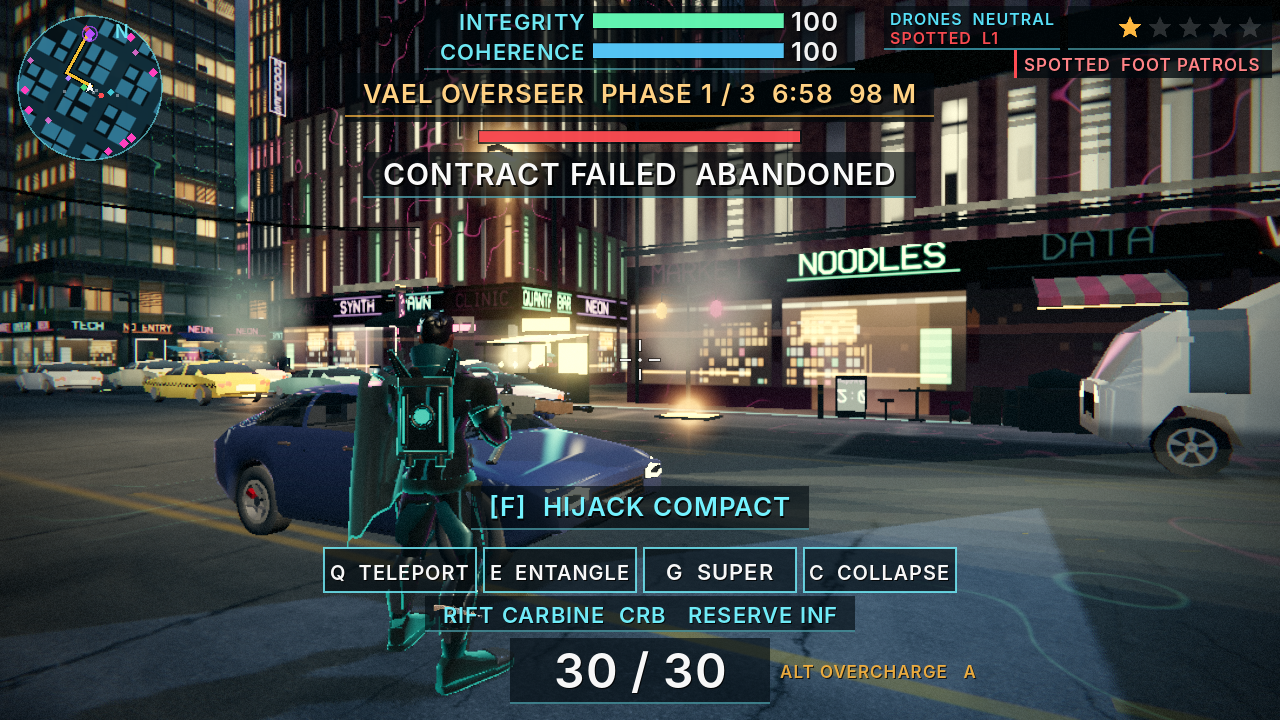 N
INTEGRITY 100
COHERENCE 100
DRONES NEUTRAL
SPOTTED L1
SPOTTED FOOT PATROLS
VAEL OVERSEER PHASE 1 / 3 6:58 98 M
CONTRACT FAILED ABANDONED
NOODLES
DATA
SYNTH
CLINIC
BAR
NEON
TECH
NO ENTRY
NEON
NEON
[F] HIJACK COMPACT
Q TELEPORT
E ENTANGLE
G SUPER
C COLLAPSE
RIFT CARBINE CRB RESERVE INF
30 / 30
ALT OVERCHARGE A